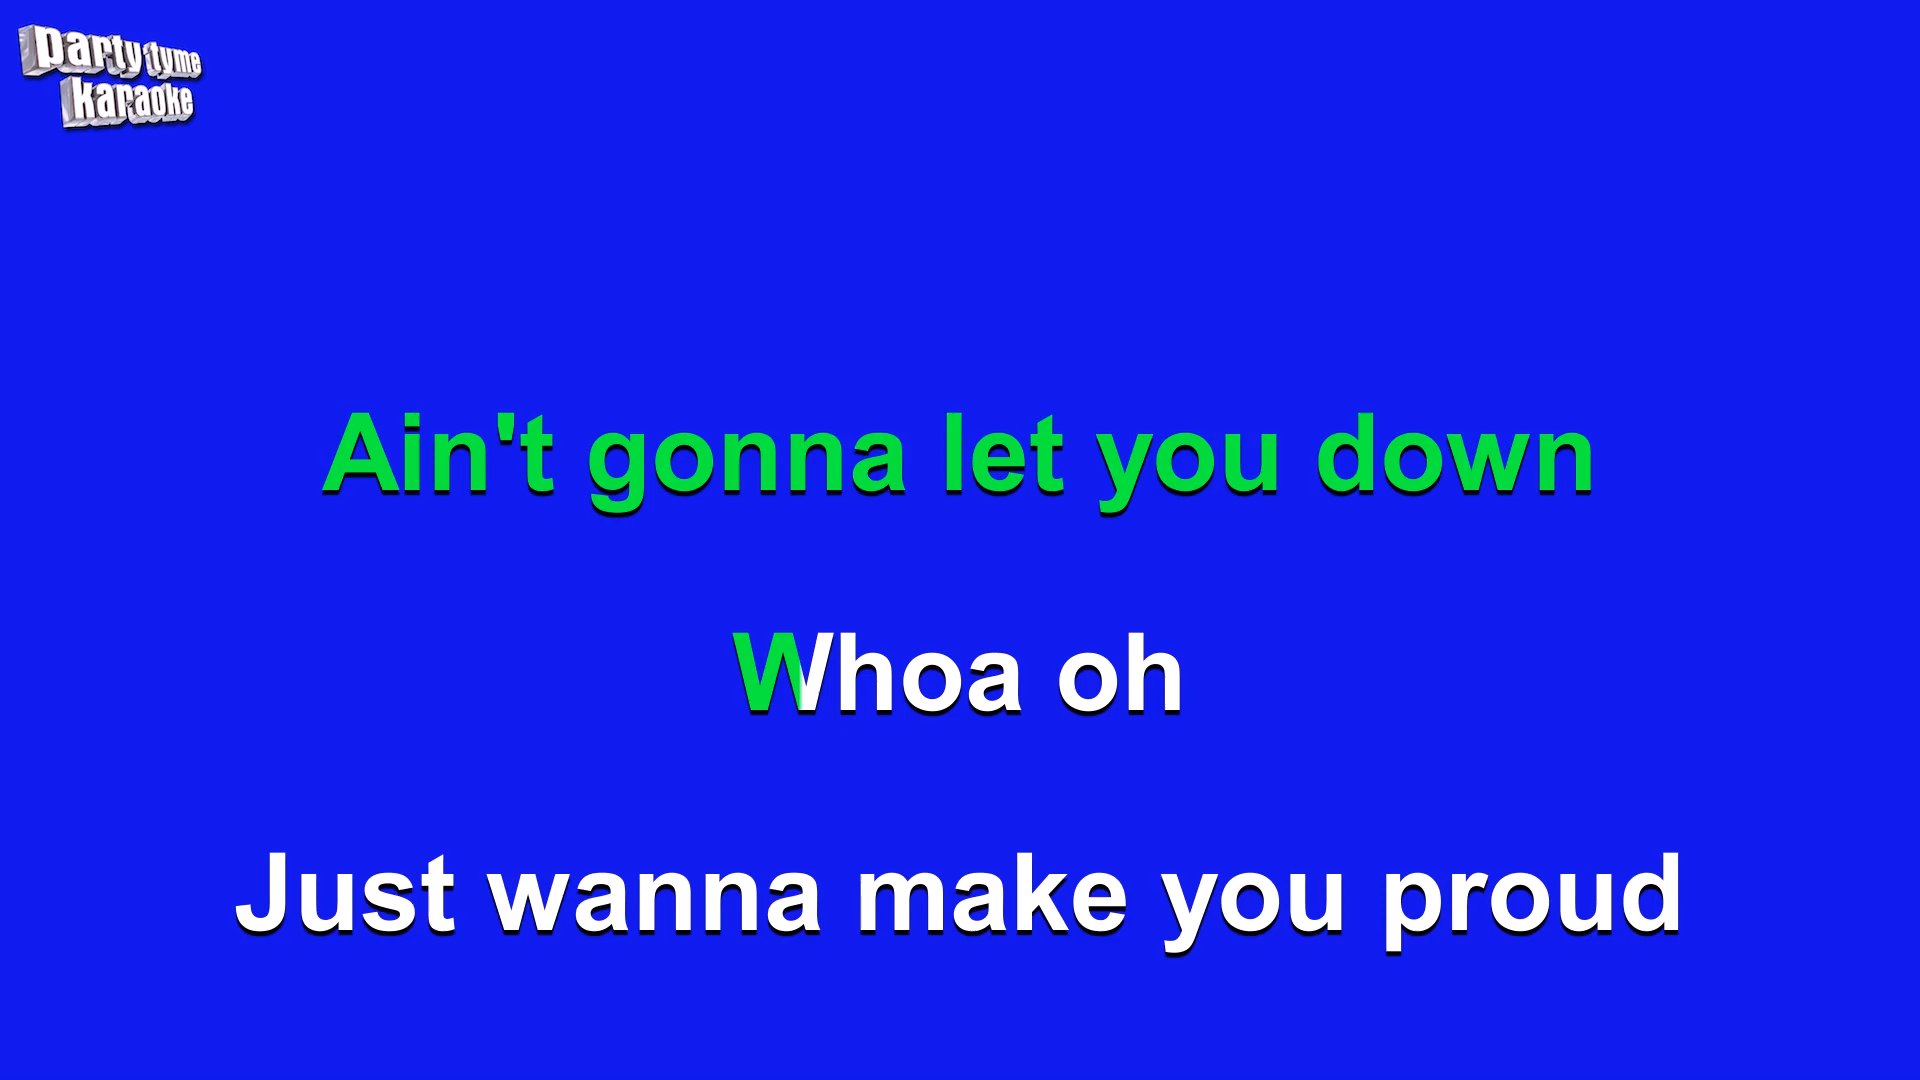 party tyme
karaoke
Ain't gonna let you down
Whoa oh
Just wanna make you proud